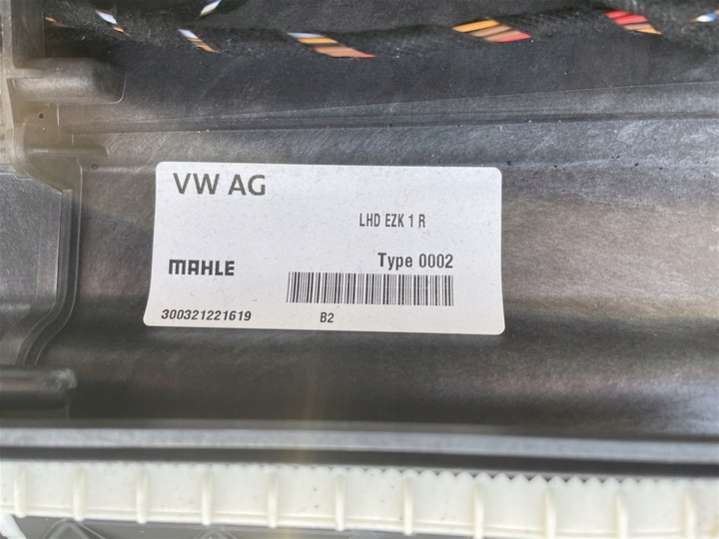 VW AG
LHD EZK 1 R
MAHLE
Type 0002
300321221619
B2